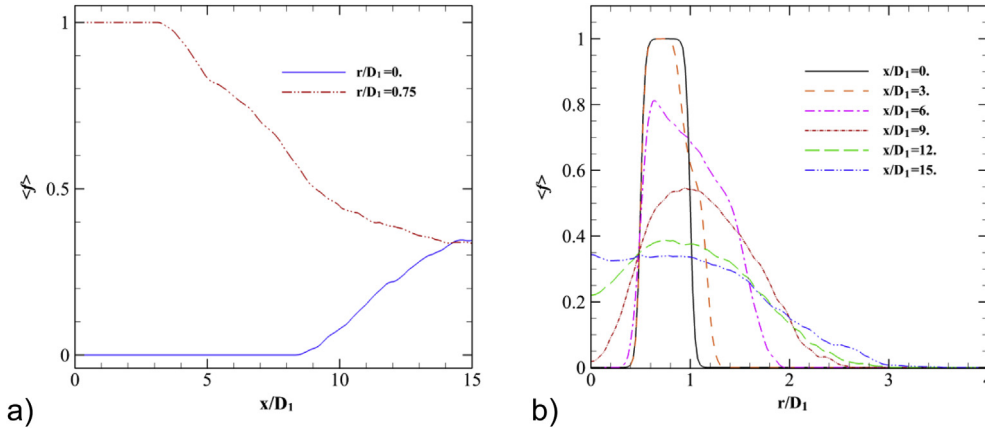 1
0.5
0
<f>
0
5
10
15
x/D₁
r/D₁=0.
r/D₁=0.75
a)
1
0.8
0.6
0.4
0.2
0
<f>
0
1
2
3
4
r/D₁
x/D₁=0.
x/D₁=3.
x/D₁=6.
x/D₁=9.
x/D₁=12.
x/D₁=15.
b)